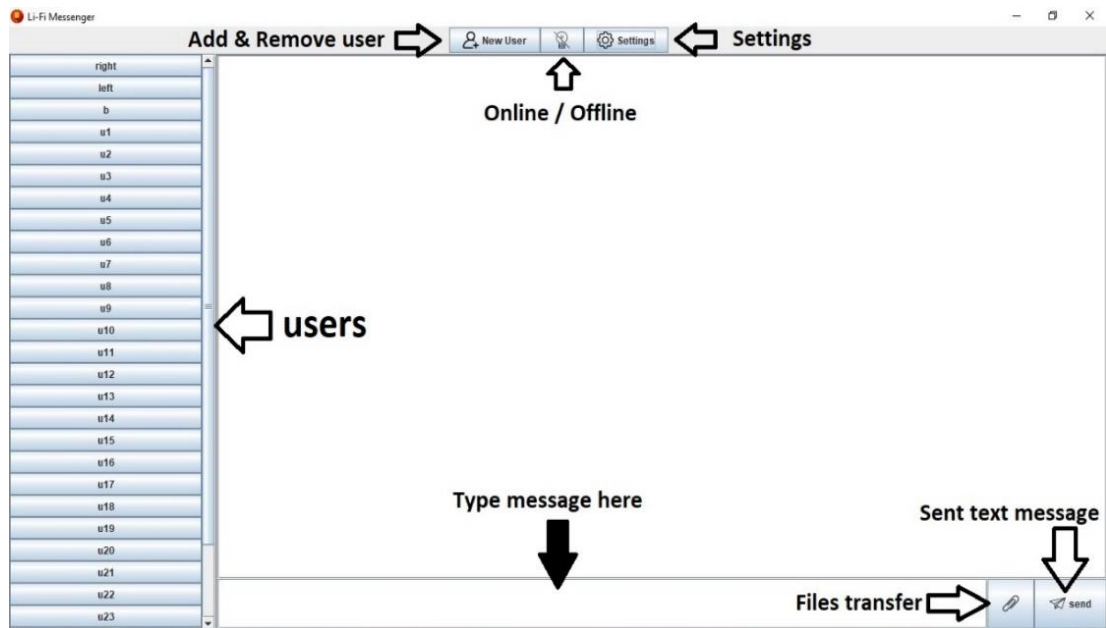 Li-Fi Messenger
Add & Remove user New User Settings Settings
Online / Offline
right
left
b
u1
u2
u3
u4
u5
u6
u7
u8
u9
u10
u11
u12
u13
u14
u15
u16
u17
u18
u19
u20
u21
u22
u23
users
Type message here
Sent text message
Files transfer send